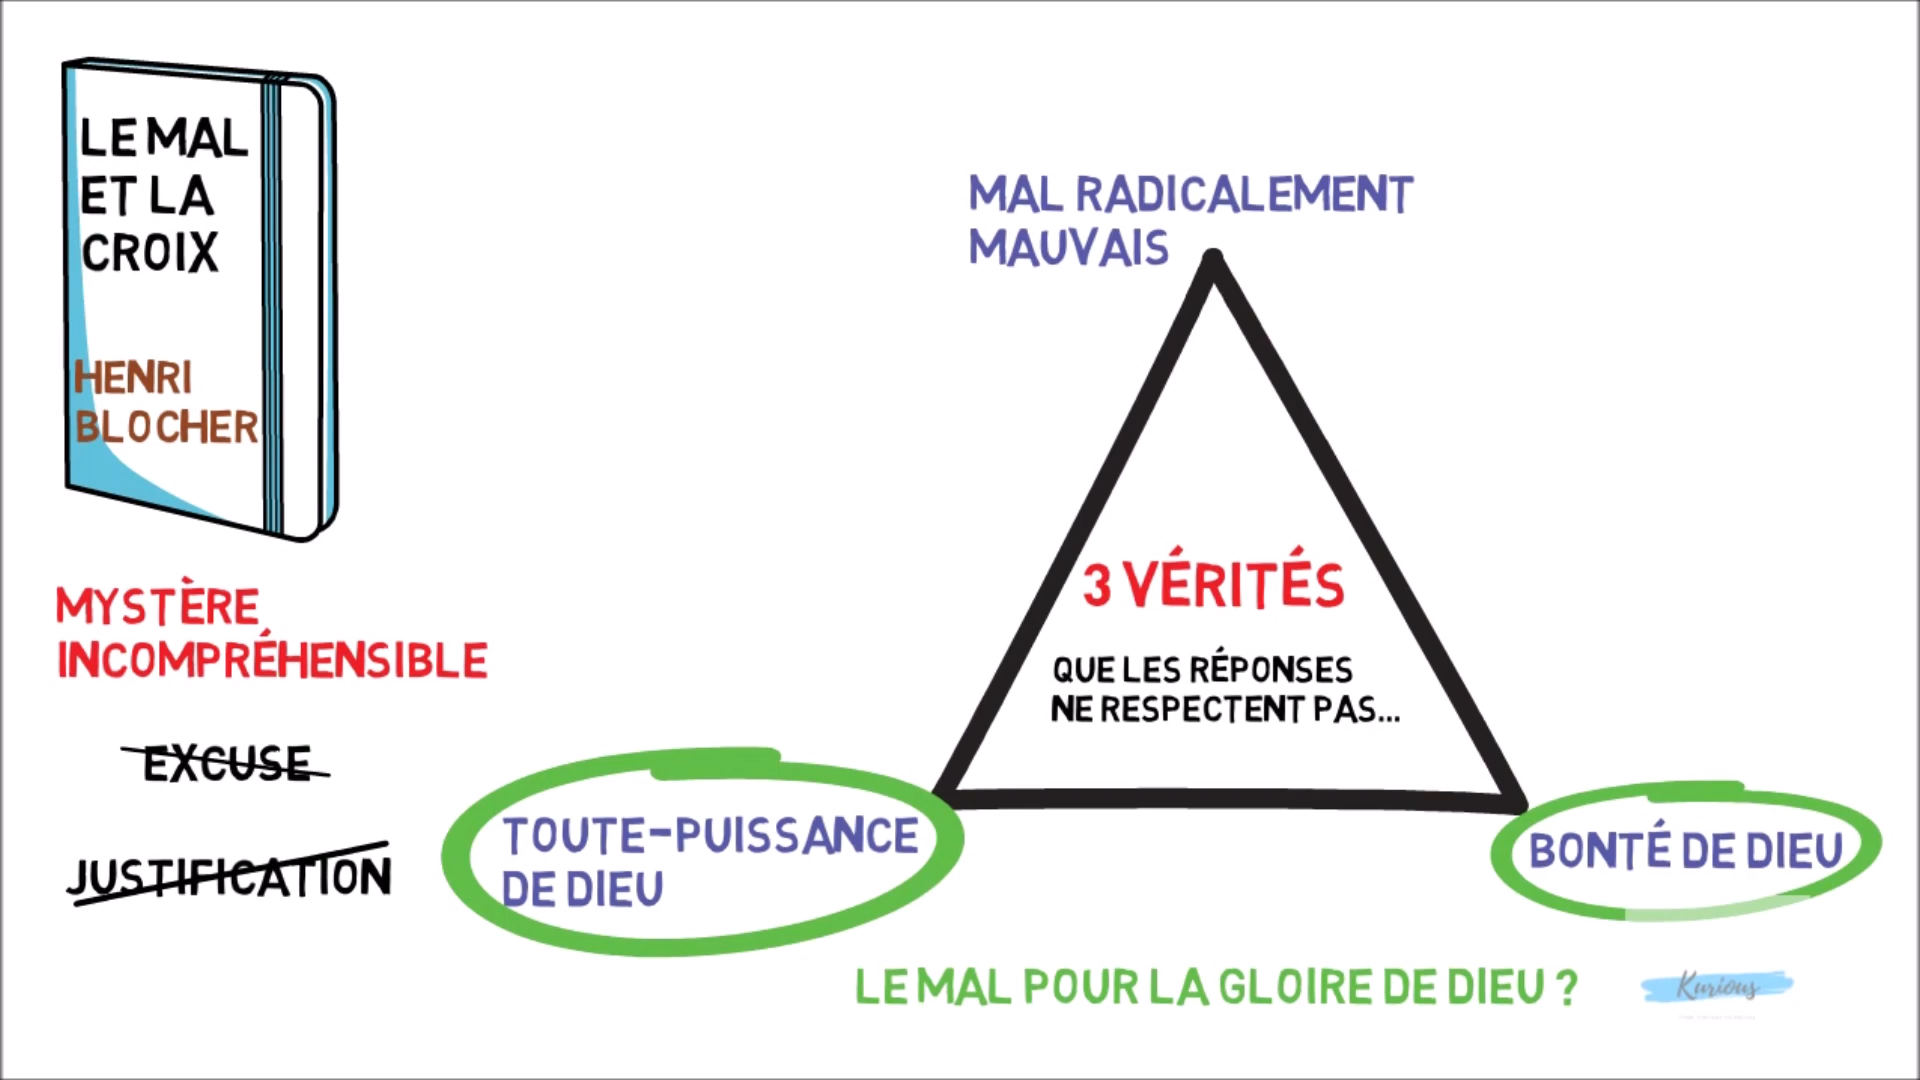 LE MAL
ET LA
CROIX
HENRI
BLOCHER
MYSTÈRE
INCOMPRÉHENSIBLE
EXCUSE
JUSTIFICATION
MAL RADICALEMENT
MAUVAIS
3 VÉRITÉS
QUE LES RÉPONSES
NE RESPECTENT PAS...
TOUTE-PUISSANCE
DE DIEU
BONTÉ DE DIEU
LE MAL POUR LA GLOIRE DE DIEU ?
Kurious